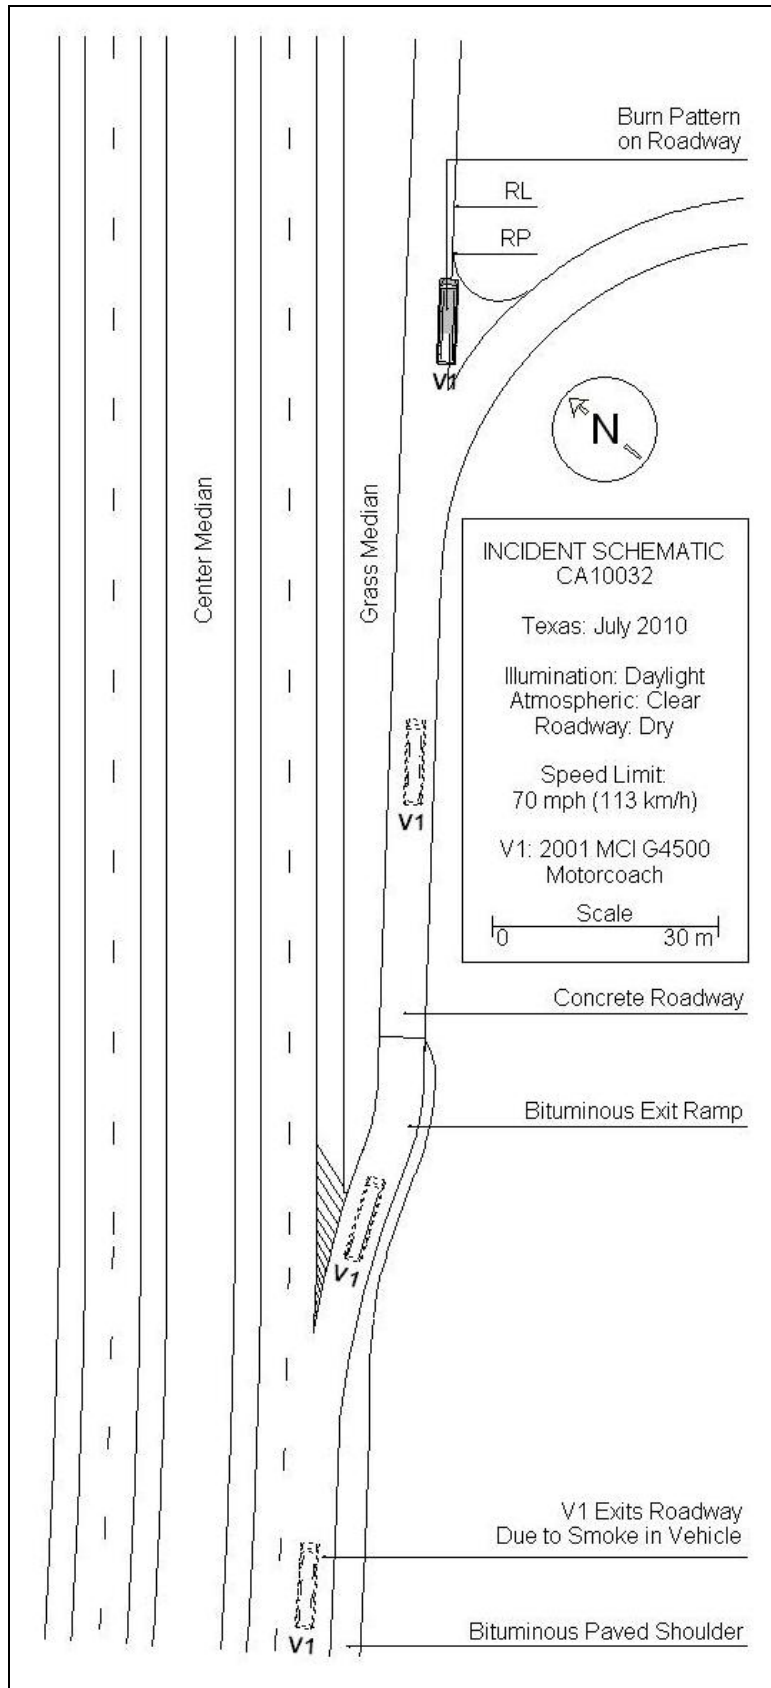 Burn Pattern
on Roadway
RL
RP
V1
N
Center Median
Grass Median
INCIDENT SCHEMATIC
CA10032
Texas: July 2010
Illumination: Daylight
Atmospheric: Clear
Roadway: Dry
Speed Limit:
70 mph (113 km/h)
V1: 2001 MCI G4500
Motorcoach
Scale
0 30 m
V1
Concrete Roadway
Bituminous Exit Ramp
V1
V1 Exits Roadway
Due to Smoke in Vehicle
V1
Bituminous Paved Shoulder